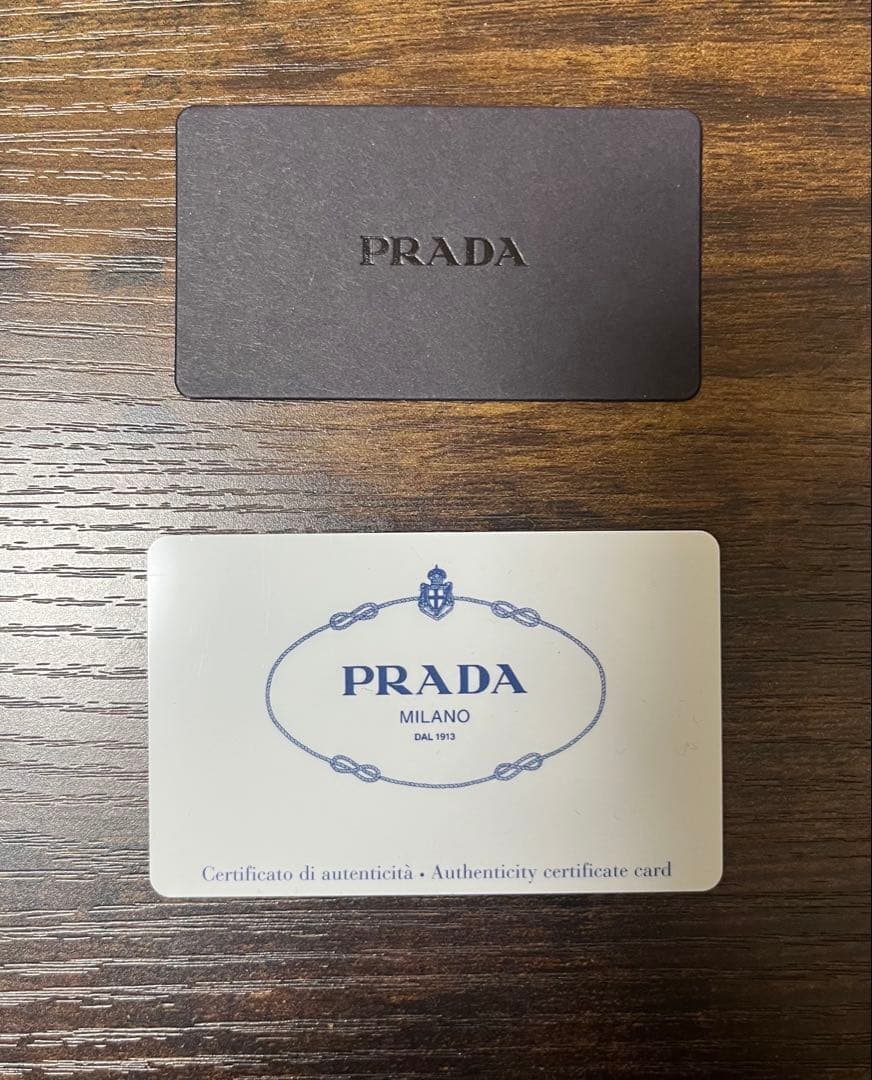 PRADA
PRADA
MILANO
DAL 1913
Certificato di autenticità • Authenticity certificate card